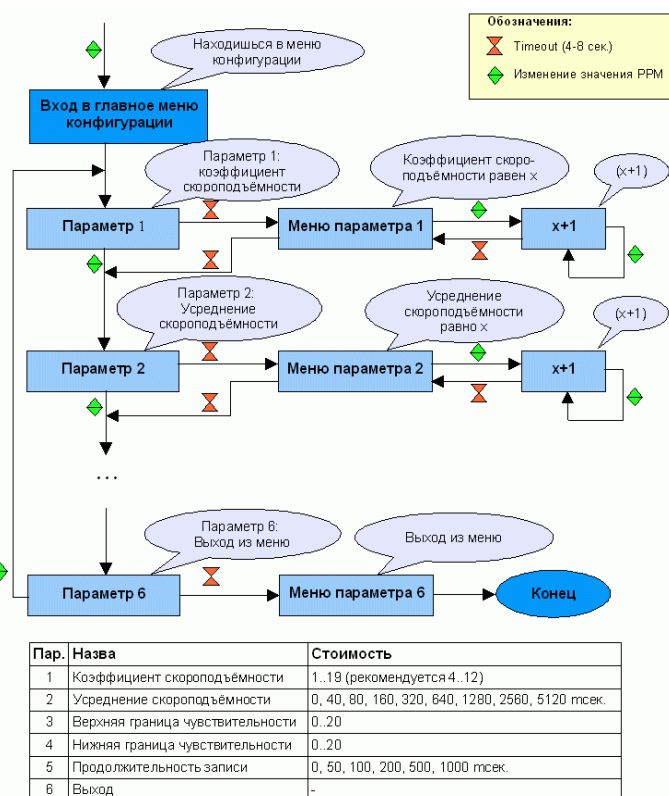 Обозначения:
Timeout (4-8 сек.)
Изменение значения PPM
Находишься в меню
конфигурации
Вход в главное меню
конфигурации
Параметр 1:
коэффициент
скороподъёмности
Коэффициент скоро-
подъёмности равен x
(x+1)
Параметр 1
Меню параметра 1
x+1
Параметр 2:
Усреднение
скороподъёмности
Усреднение
скороподъёмности
равно x
(x+1)
Параметр 2
Меню параметра 2
x+1
...
Параметр 6:
Выход из меню
Выход из меню
Параметр 6
Меню параметра 6
Конец
Пар. Назва Стоимость
1 Коэффициент скороподъёмности 1..19 (рекомендуется 4..12)
2 Усреднение скороподъёмности 0, 40, 80, 160, 320, 640, 1280, 2560, 5120 mсек.
3 Верхняя граница чувствительности 0..20
4 Нижняя граница чувствительности 0..20
5 Продолжительность записи 0, 50, 100, 200, 500, 1000 mсек.
6 Выход -